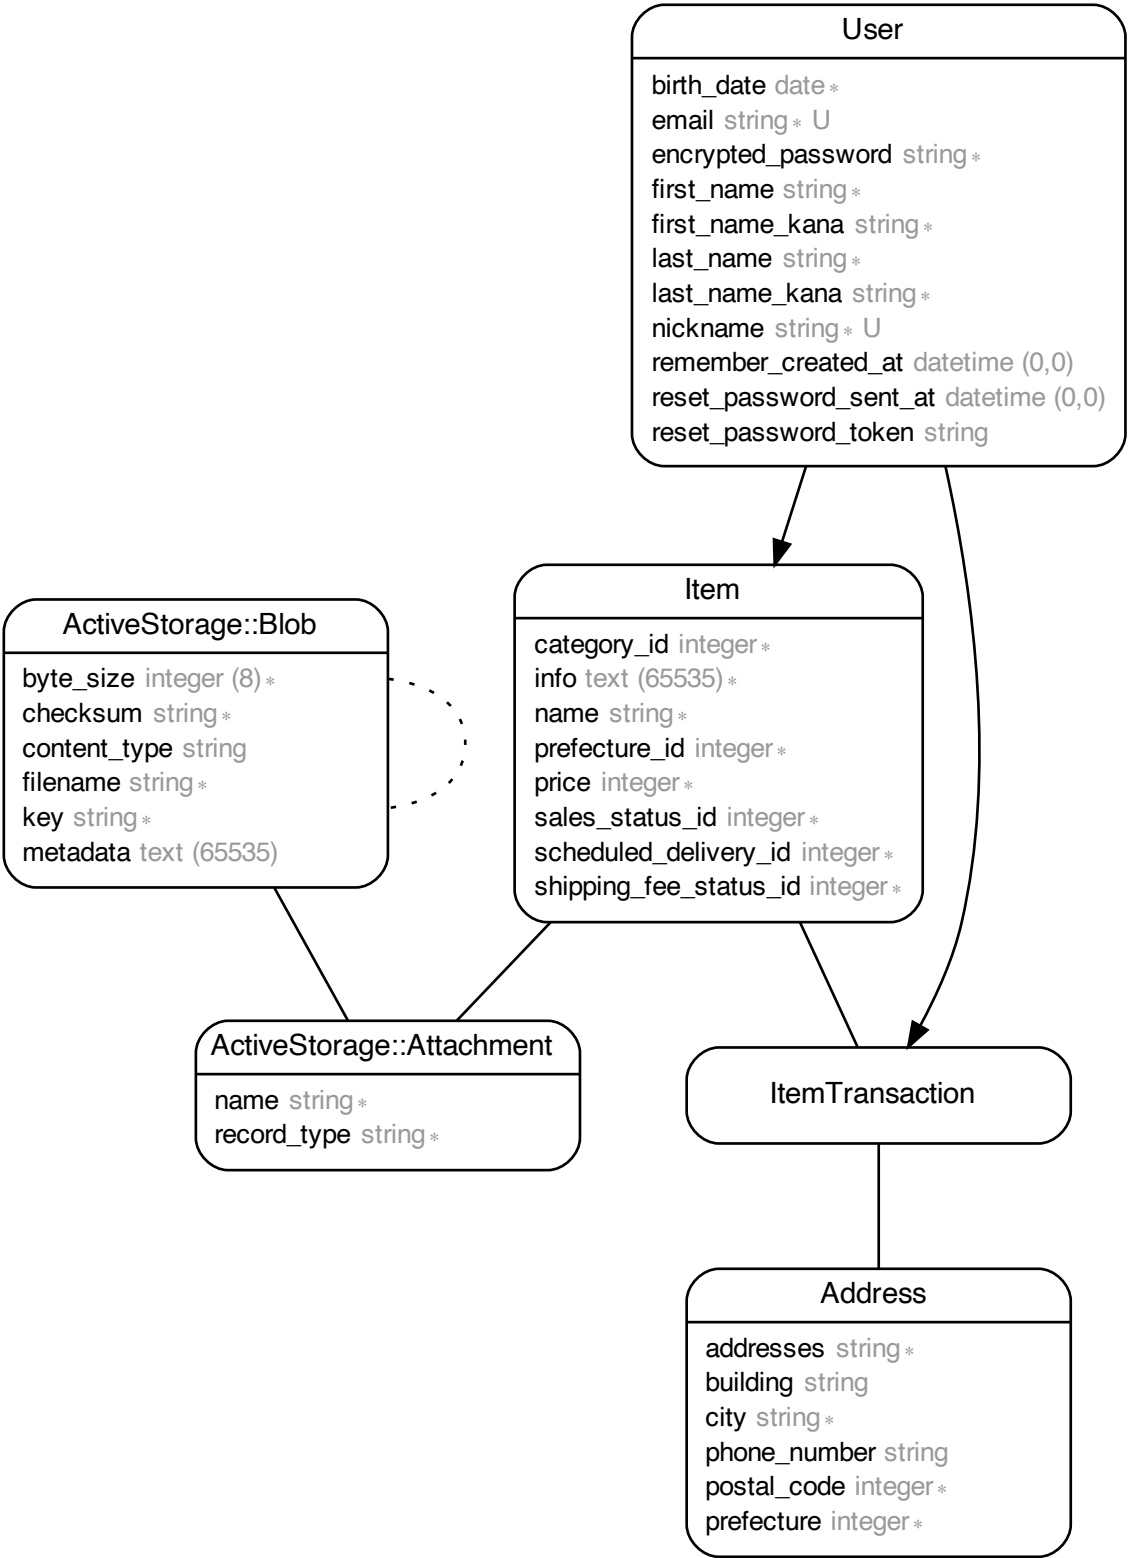 User
birth_date date ∗
email string ∗ U
encrypted_password string ∗
first_name string ∗
first_name_kana string ∗
last_name string ∗
last_name_kana string ∗
nickname string ∗ U
remember_created_at datetime (0,0)
reset_password_sent_at datetime (0,0)
reset_password_token string
Item
category_id integer ∗
info text (65535) ∗
name string ∗
prefecture_id integer ∗
price integer ∗
sales_status_id integer ∗
scheduled_delivery_id integer ∗
shipping_fee_status_id integer ∗
ActiveStorage::Blob
byte_size integer (8) ∗
checksum string ∗
content_type string
filename string ∗
key string ∗
metadata text (65535)
ActiveStorage::Attachment
name string ∗
record_type string ∗
ItemTransaction
Address
addresses string ∗
building string
city string ∗
phone_number string
postal_code integer ∗
prefecture integer ∗